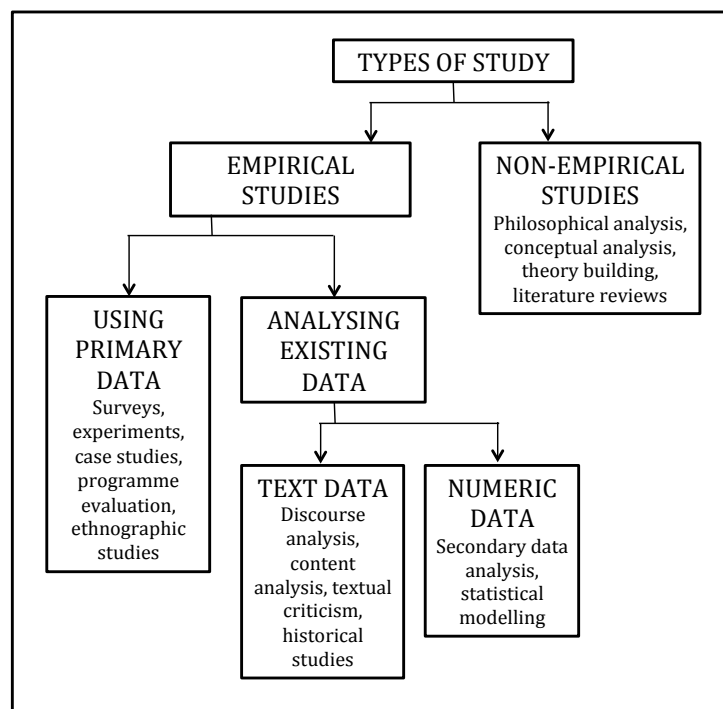 TYPES OF STUDY
EMPIRICAL
STUDIES
NON-EMPIRICAL
STUDIES
Philosophical analysis,
conceptual analysis,
theory building,
literature reviews
USING
PRIMARY
DATA
Surveys,
experiments,
case studies,
programme
evaluation,
ethnographic
studies
ANALYSING
EXISTING
DATA
TEXT DATA
Discourse
analysis,
content
analysis, textual
criticism,
historical
studies
NUMERIC
DATA
Secondary data
analysis,
statistical
modelling